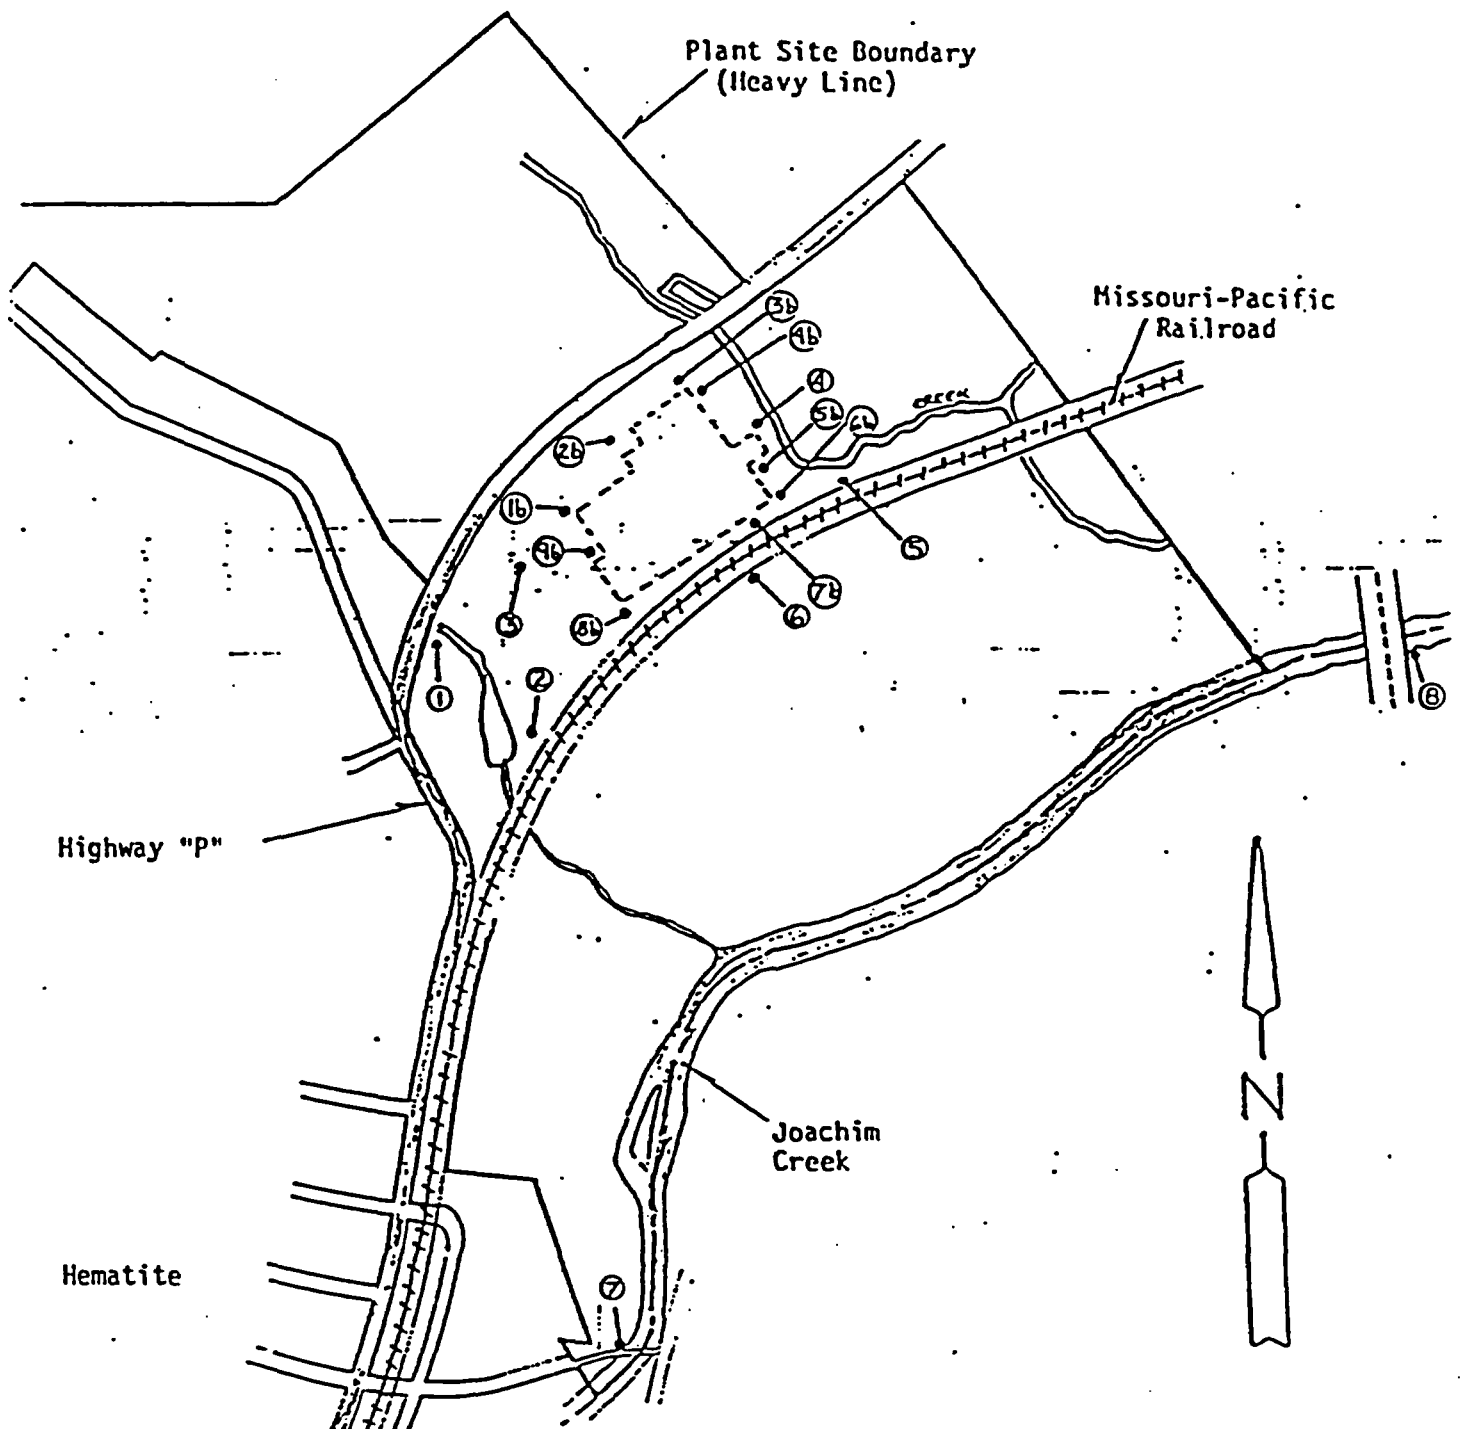 Plant Site Boundary
(Heavy Line)
3b
Missouri-Pacific
Railroad
4b
4
CREEK
5b
6b
2b
1b
9b
5
7b
3
8b
6
2
1
8
Highway "P"
N
Joachim
Creek
Hematite
7